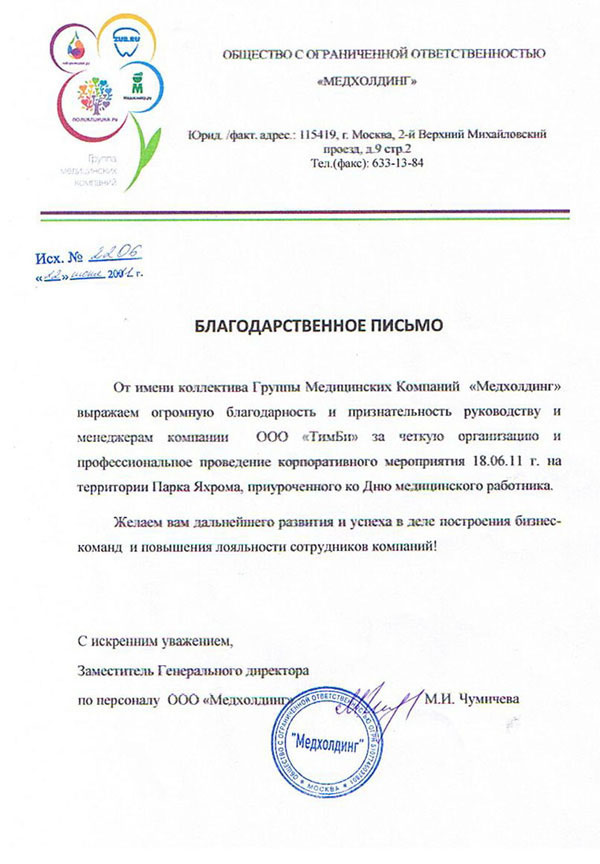 ZUB.RU
ПОЛИКЛИНИКА.РУ
Группа
медицинских
компаний
ОБЩЕСТВО С ОГРАНИЧЕННОЙ ОТВЕТСТВЕННОСТЬЮ
«МЕДХОЛДИНГ»
Юрид. /факт. адрес.: 115419, г. Москва, 2-й Верхний Михайловский
проезд, д.9 стр.2
Тел.(факс): 633-13-84
Исх. № 2206
«22» июня 2011 г.
БЛАГОДАРСТВЕННОЕ ПИСЬМО
От имени коллектива Группы Медицинских Компаний «Медхолдинг»
выражаем огромную благодарность и признательность руководству и
менеджерам компании ООО «ТимБи» за четкую организацию и
профессиональное проведение корпоративного мероприятия 18.06.11 г. на
территории Парка Яхрома, приуроченного ко Дню медицинского работника.
Желаем вам дальнейшего развития и успеха в деле построения бизнес-
команд и повышения лояльности сотрудников компаний!
С искренним уважением,
Заместитель Генерального директора
по персоналу ООО «Медхолдинг»
М.И. Чумичева
ОБЩЕСТВО С ОГРАНИЧЕННОЙ ОТВЕТСТВЕННОСТЬЮ
"Медхолдинг"
МОСКВА